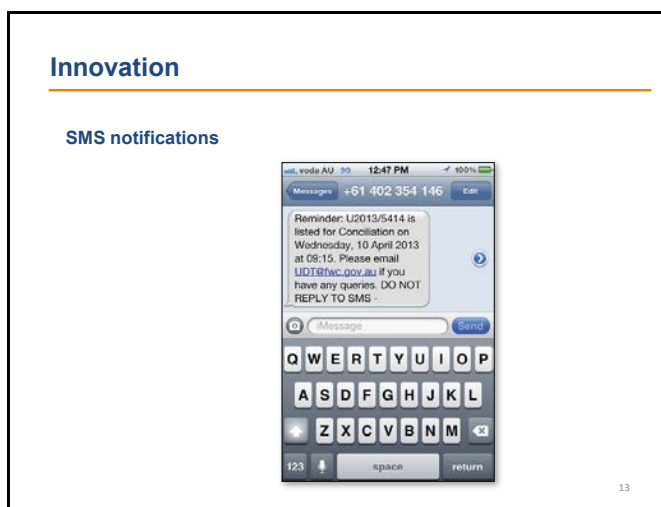 Innovation
SMS notifications
voda AU 3G 12:47 PM 100%
Messages +61 402 354 146 Edit
Reminder: U2013/5414 is
listed for Conciliation on
Wednesday, 10 April 2013
at 09:15. Please email
UDT@fwc.gov.au if you
have any queries. DO NOT
REPLY TO SMS -
iMessage Send
Q W E R T Y U I O P
A S D F G H J K L
Z X C V B N M
123 space return
13